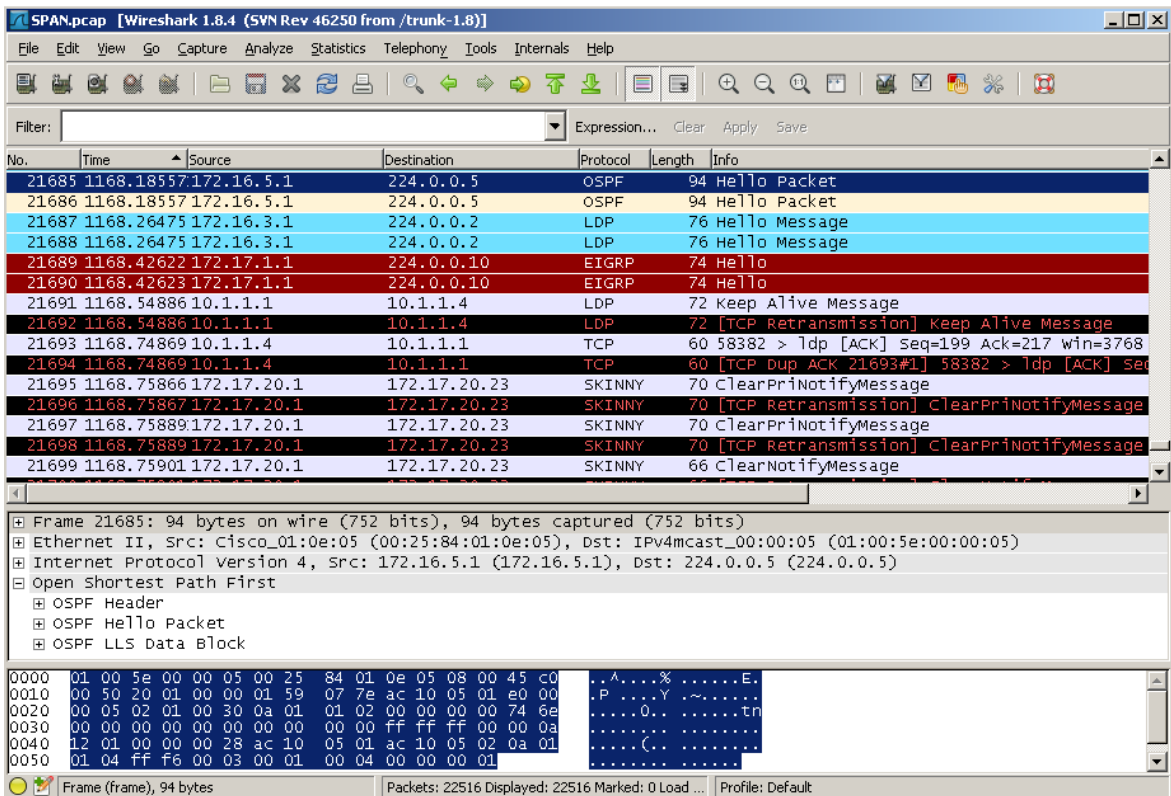 SPAN.pcap [Wireshark 1.8.4 (SVN Rev 46250 from /trunk-1.8)]
File Edit View Go Capture Analyze Statistics Telephony Tools Internals Help
Filter: Expression... Clear Apply Save
No. Time Source Destination Protocol Length Info
21685 1168.18557 172.16.5.1 224.0.0.5 OSPF 94 Hello Packet
21686 1168.18557 172.16.5.1 224.0.0.5 OSPF 94 Hello Packet
21687 1168.26475 172.16.3.1 224.0.0.2 LDP 76 Hello Message
21688 1168.26475 172.16.3.1 224.0.0.2 LDP 76 Hello Message
21689 1168.42622 172.17.1.1 224.0.0.10 EIGRP 74 Hello
21690 1168.42623 172.17.1.1 224.0.0.10 EIGRP 74 Hello
21691 1168.54886 10.1.1.1 10.1.1.4 LDP 72 Keep Alive Message
21692 1168.54886 10.1.1.1 10.1.1.4 LDP 72 [TCP Retransmission] Keep Alive Message
21693 1168.74869 10.1.1.4 10.1.1.1 TCP 60 58382 > ldp [ACK] Seq=199 Ack=217 Win=3768
21694 1168.74869 10.1.1.4 10.1.1.1 TCP 60 [TCP Dup ACK 21693#1] 58382 > ldp [ACK]
21695 1168.75866 172.17.20.1 172.17.20.23 SKINNY 70 ClearPriNotifyMessage
21696 1168.75867 172.17.20.1 172.17.20.23 SKINNY 70 [TCP Retransmission] ClearPriNotifyMessage
21697 1168.75889 172.17.20.1 172.17.20.23 SKINNY 70 ClearPriNotifyMessage
21698 1168.75889 172.17.20.1 172.17.20.23 SKINNY 70 [TCP Retransmission] ClearPriNotifyMessage
21699 1168.75901 172.17.20.1 172.17.20.23 SKINNY 66 ClearNotifyMessage
Frame 21685: 94 bytes on wire (752 bits), 94 bytes captured (752 bits)
Ethernet II, Src: Cisco_01:0e:05 (00:25:84:01:0e:05), Dst: IPv4mcast_00:00:05 (01:00:5e:00:00:05)
Internet Protocol Version 4, Src: 172.16.5.1 (172.16.5.1), Dst: 224.0.0.5 (224.0.0.5)
Open Shortest Path First
OSPF Header
OSPF Hello Packet
OSPF LLS Data Block
0000 01 00 5e 00 00 05 00 25 84 01 0e 05 08 00 45 c0 ..^....% ......E.
0010 00 50 20 01 00 00 01 59 07 7e ac 10 05 01 e0 00 .P ....Y .~......
0020 00 05 02 01 00 30 0a 01 01 02 00 00 00 00 74 6e .....0.. ......tn
0030 00 00 00 00 00 00 00 00 00 00 ff ff ff 00 00 0a ........ ........
0040 12 01 00 00 00 28 ac 10 05 01 ac 10 05 02 0a 01 .....(.. ........
0050 01 04 ff f6 00 03 00 01 00 04 00 00 00 01 ........ ......
Frame (frame), 94 bytes Packets: 22516 Displayed: 22516 Marked: 0 Load ... Profile: Default